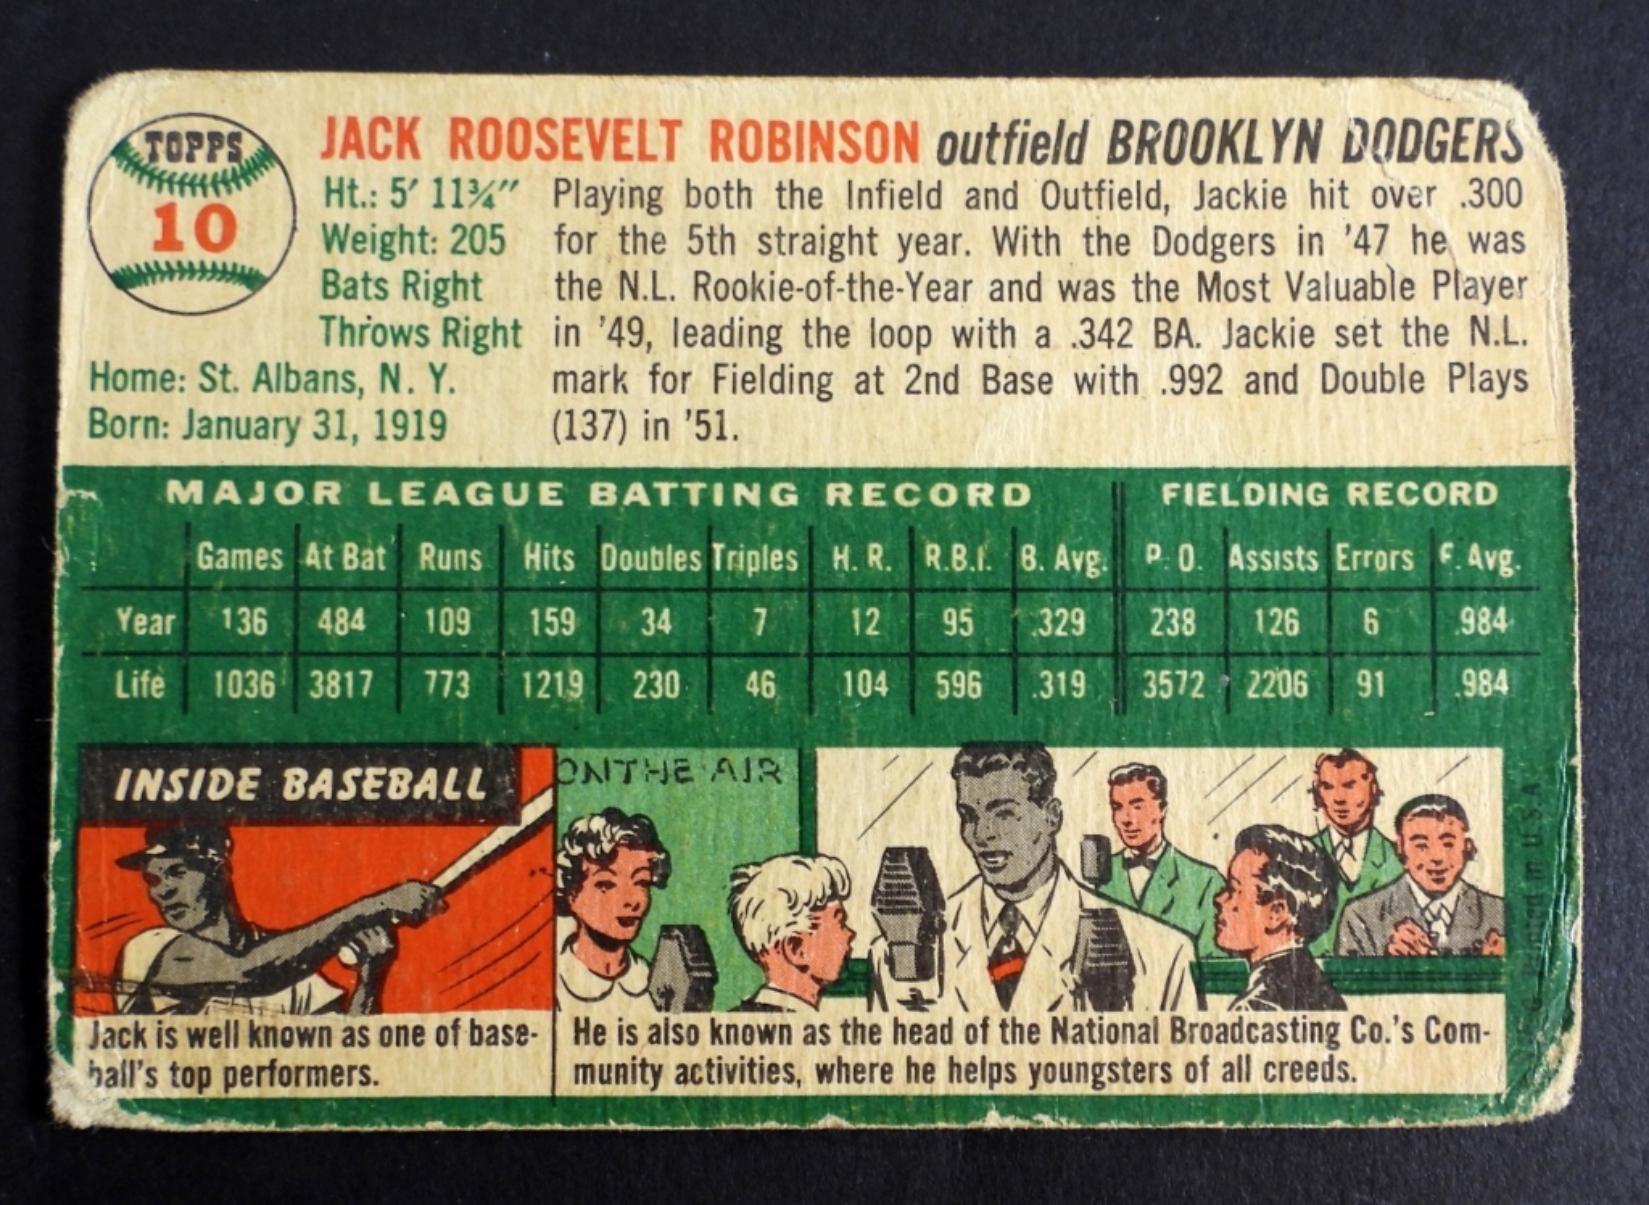 TOPPS
10
JACK ROOSEVELT ROBINSON outfield BROOKLYN DODGERS
Ht.: 5' 11¾"
Weight: 205
Bats Right
Throws Right
Home: St. Albans, N. Y.
Born: January 31, 1919
Playing both the Infield and Outfield, Jackie hit over .300
for the 5th straight year. With the Dodgers in '47 he was
the N.L. Rookie-of-the-Year and was the Most Valuable Player
in '49, leading the loop with a .342 BA. Jackie set the N.L.
mark for Fielding at 2nd Base with .992 and Double Plays
(137) in '51.
MAJOR LEAGUE BATTING RECORD FIELDING RECORD
Games At Bat Runs Hits Doubles Triples H. R. R.B.I. B. Avg. P. O. Assists Errors F. Avg.
Year 136 484 109 159 34 7 12 95 .329 238 126 6 .984
Life 1036 3817 773 1219 230 46 104 596 .319 3572 2206 91 .984
INSIDE BASEBALL
ON THE AIR
Jack is well known as one of base-
ball's top performers.
He is also known as the head of the National Broadcasting Co.'s Com-
munity activities, where he helps youngsters of all creeds.
in U.S.A.